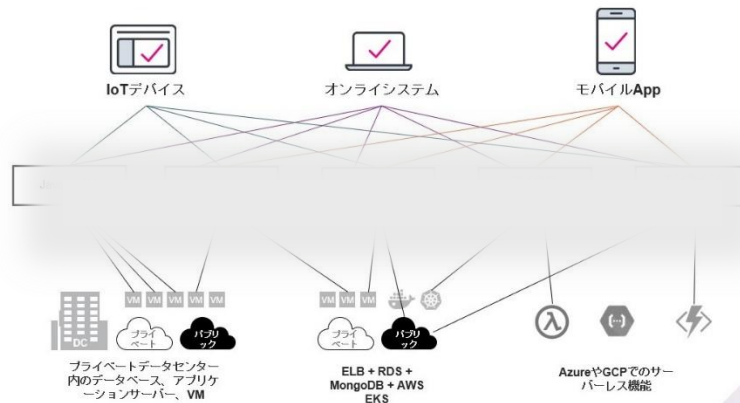 IoTデバイス
オンライシステム
モバイルApp
VM VM VM VM VM
VM VM VM
DC
プライ
ベート
パブリ
ック
プライ
ベート
パブリ
ック
プライベートデータセンター
内のデータベース、アプリケ
ーションサーバー、VM
ELB + RDS +
MongoDB + AWS
EKS
AzureやGCPでのサー
バーレス機能